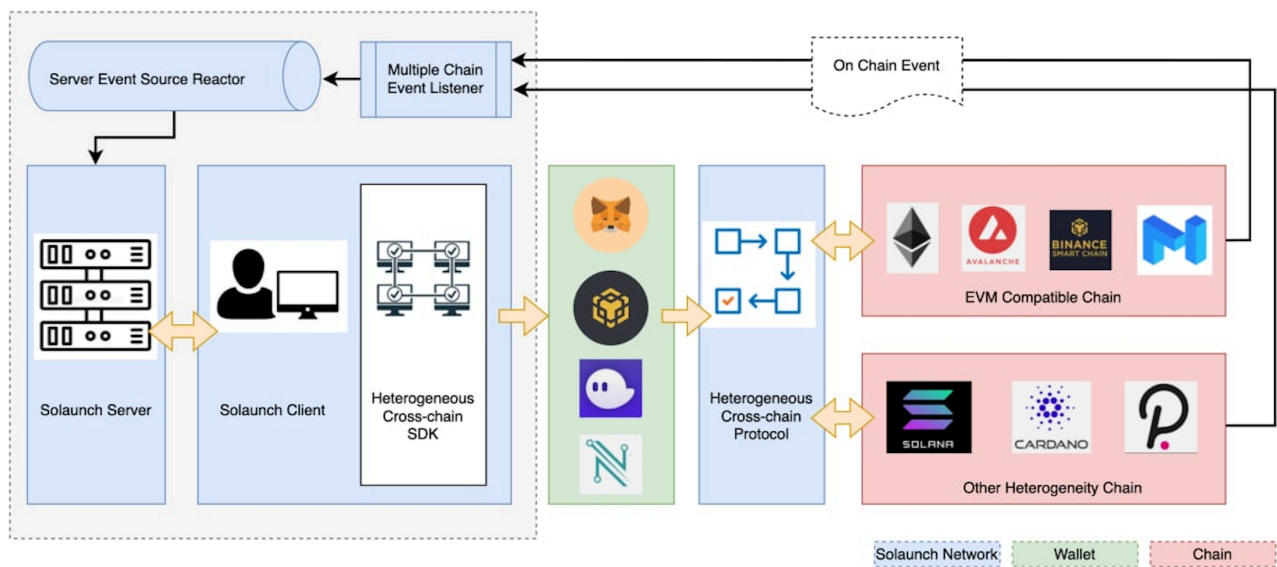 Server Event Source Reactor
Multiple Chain
Event Listener
On Chain Event
Solaunch Server
Solaunch Client
Heterogeneous
Cross-chain
SDK
Heterogeneous
Cross-chain
Protocol
AVALANCHE
BINANCE
SMART CHAIN
EVM Compatible Chain
SOLANA
CARDANO
Other Heterogeneity Chain
Solaunch Network
Wallet
Chain